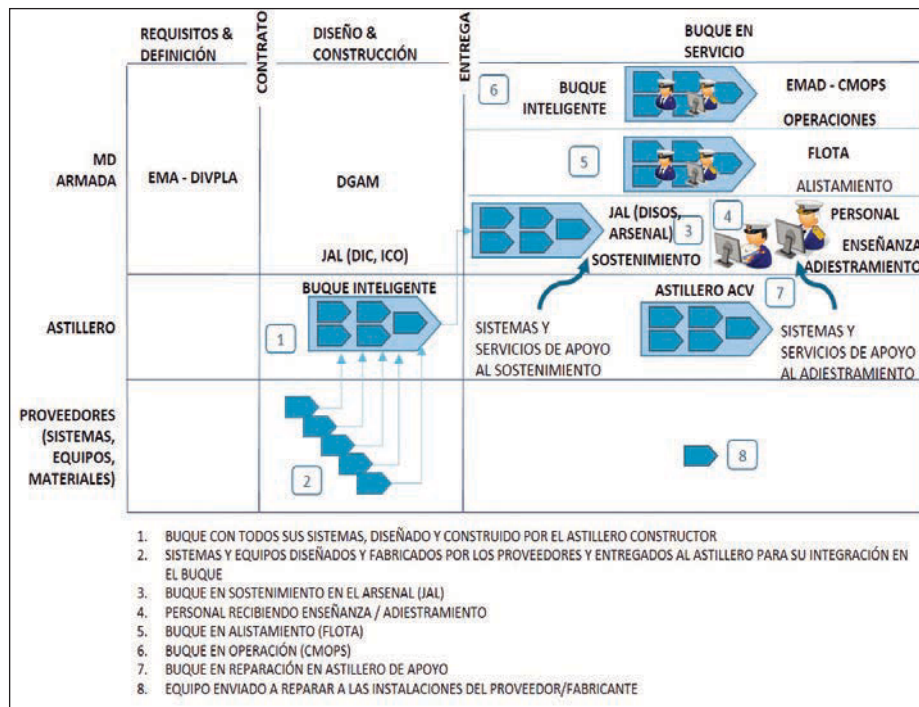 REQUISITOS &
DEFINICIÓN
CONTRATO
DISEÑO &
CONSTRUCCIÓN
ENTREGA
BUQUE EN
SERVICIO
MD
ARMADA
EMA - DIVPLA
DGAM
JAL (DIC, ICO)
6
BUQUE
INTELIGENTE
EMAD - CMOPS
OPERACIONES
5
FLOTA
ALISTAMIENTO
JAL (DISOS,
ARSENAL)
3
SOSTENIMIENTO
4
PERSONAL
ENSEÑANZA
ADIESTRAMIENTO
ASTILLERO
BUQUE INTELIGENTE
1
SISTEMAS Y
SERVICIOS DE APOYO
AL SOSTENIMIENTO
ASTILLERO ACV
7
SISTEMAS Y
SERVICIOS DE APOYO
AL ADIESTRAMIENTO
PROVEEDORES
(SISTEMAS,
EQUIPOS,
MATERIALES)
2
8
1. BUQUE CON TODOS SUS SISTEMAS, DISEÑADO Y CONSTRUIDO POR EL ASTILLERO CONSTRUCTOR
2. SISTEMAS Y EQUIPOS DISEÑADOS Y FABRICADOS POR LOS PROVEEDORES Y ENTREGADOS AL ASTILLERO PARA SU INTEGRACIÓN EN
EL BUQUE
3. BUQUE EN SOSTENIMIENTO EN EL ARSENAL (JAL)
4. PERSONAL RECIBIENDO ENSEÑANZA / ADIESTRAMIENTO
5. BUQUE EN ALISTAMIENTO (FLOTA)
6. BUQUE EN OPERACIÓN (CMOPS)
7. BUQUE EN REPARACIÓN EN ASTILLERO DE APOYO
8. EQUIPO ENVIADO A REPARAR A LAS INSTALACIONES DEL PROVEEDOR/FABRICANTE